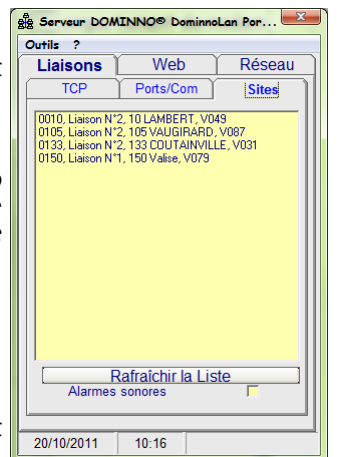 Serveur DOMINNO® DominnoLan Por...
Outils ?
Liaisons Web Réseau
TCP Ports/Com Sites
0010, Liaison N°2, 10 LAMBERT, V049
0105, Liaison N°2, 105 VAUGIRARD, V087
0133, Liaison N°2, 133 COUTAINVILLE, V031
0150, Liaison N°1, 150 Valise, V079
Rafraîchir la Liste
Alarmes sonores
20/10/2011 10:16